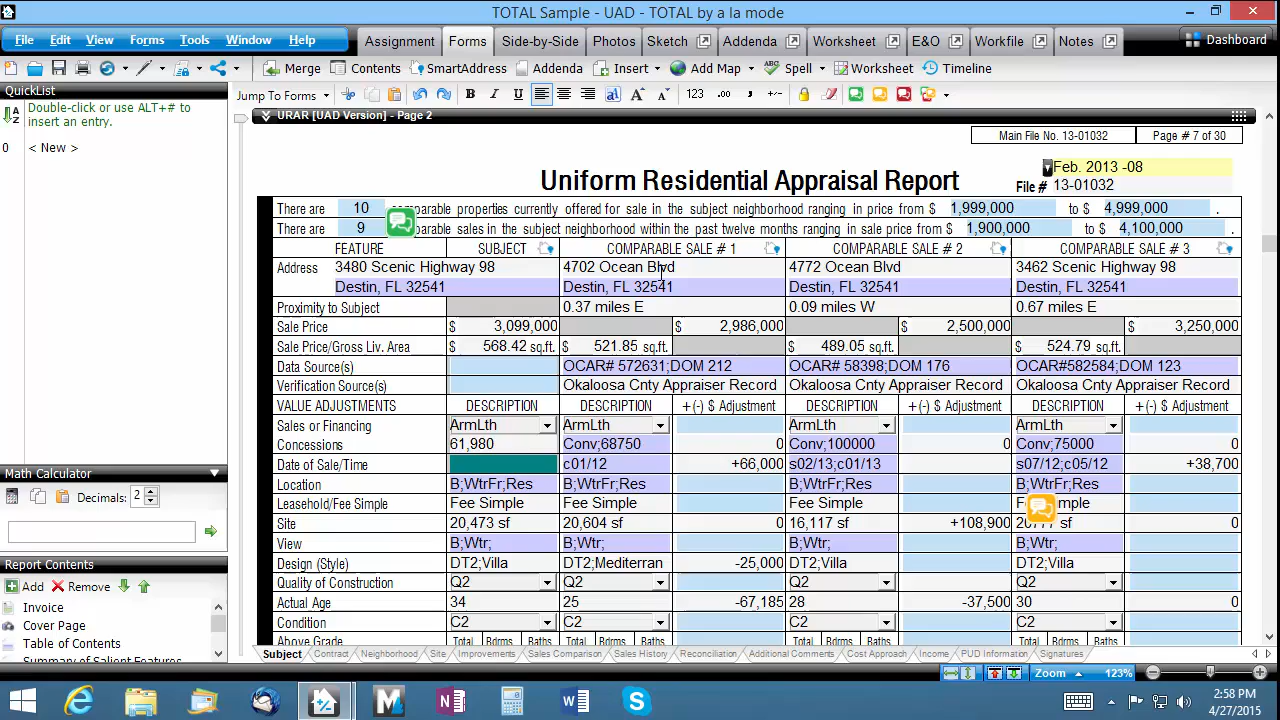 TOTAL Sample - UAD - TOTAL by a la mode
File Edit View Forms Tools Window Help
Assignment Forms Side-by-Side Photos Sketch Addenda Worksheet E&O Workfile Notes Dashboard
Merge Contents SmartAddress Addenda Insert Add Map Spell Worksheet Timeline
QuickList
Double-click or use ALT+# to
insert an entry.
0 < New >
Jump To Forms B I U 123
URAR [UAD Version] - Page 2
Main File No. 13-01032 Page # 7 of 30
Feb. 2013 -08
Uniform Residential Appraisal Report File # 13-01032
There are 10 comparable properties currently offered for sale in the subject neighborhood ranging in price from $ 1,999,000 to $ 4,999,000 .
There are 9 parable sales in the subject neighborhood within the past twelve months ranging in sale price from $ 1,900,000 to $ 4,100,000 .
FEATURE SUBJECT COMPARABLE SALE # 1 COMPARABLE SALE # 2 COMPARABLE SALE # 3
Address 3480 Scenic Highway 98 4702 Ocean Blvd 4772 Ocean Blvd 3462 Scenic Highway 98
Destin, FL 32541 Destin, FL 32541 Destin, FL 32541 Destin, FL 32541
Proximity to Subject 0.37 miles E 0.09 miles W 0.67 miles E
Sale Price $ 3,099,000 $ 2,986,000 $ 2,500,000 $ 3,250,000
Sale Price/Gross Liv. Area $ 568.42 sq.ft. $ 521.85 sq.ft. $ 489.05 sq.ft. $ 524.79 sq.ft.
Data Source(s) OCAR# 572631;DOM 212 OCAR# 58398;DOM 176 OCAR#582584;DOM 123
Verification Source(s) Okaloosa Cnty Appraiser Record Okaloosa Cnty Appraiser Record Okaloosa Cnty Appraiser Record
VALUE ADJUSTMENTS DESCRIPTION DESCRIPTION +(-) $ Adjustment DESCRIPTION +(-) $ Adjustment DESCRIPTION +(-) $ Adjustment
Sales or Financing ArmLth ArmLth ArmLth ArmLth
Concessions 61,980 Conv;68750 0 Conv;100000 0 Conv;75000 0
Date of Sale/Time c01/12 +66,000 s02/13;c01/13 s07/12;c05/12 +38,700
Location B;WtrFr;Res B;WtrFr;Res B;WtrFr;Res B;WtrFr;Res
Leasehold/Fee Simple Fee Simple Fee Simple Fee Simple
Site 20,473 sf 20,604 sf 0 16,117 sf +108,900 sf 0
View B;Wtr; B;Wtr; B;Wtr; B;Wtr;
Design (Style) DT2;Villa DT2;Mediterran -25,000 DT2;Villa DT2;Villa
Quality of Construction Q2 Q2 Q2 Q2
Actual Age 34 25 -67,185 28 -37,500 30 0
Condition C2 C2 C2 C2
Above Grade Total Bdrms Baths Total Bdrms Baths Total Bdrms Baths Total Bdrms Baths
Math Calculator
Decimals: 2
Report Contents
Add Remove
Invoice
Cover Page
Table of Contents
Summary of Salient Features
Subject Contract Neighborhood Site Improvements Sales Comparison Sales History Reconciliation Additional Comments Cost Approach Income PUD Information Signatures
Zoom 123%
2:58 PM
4/27/2015